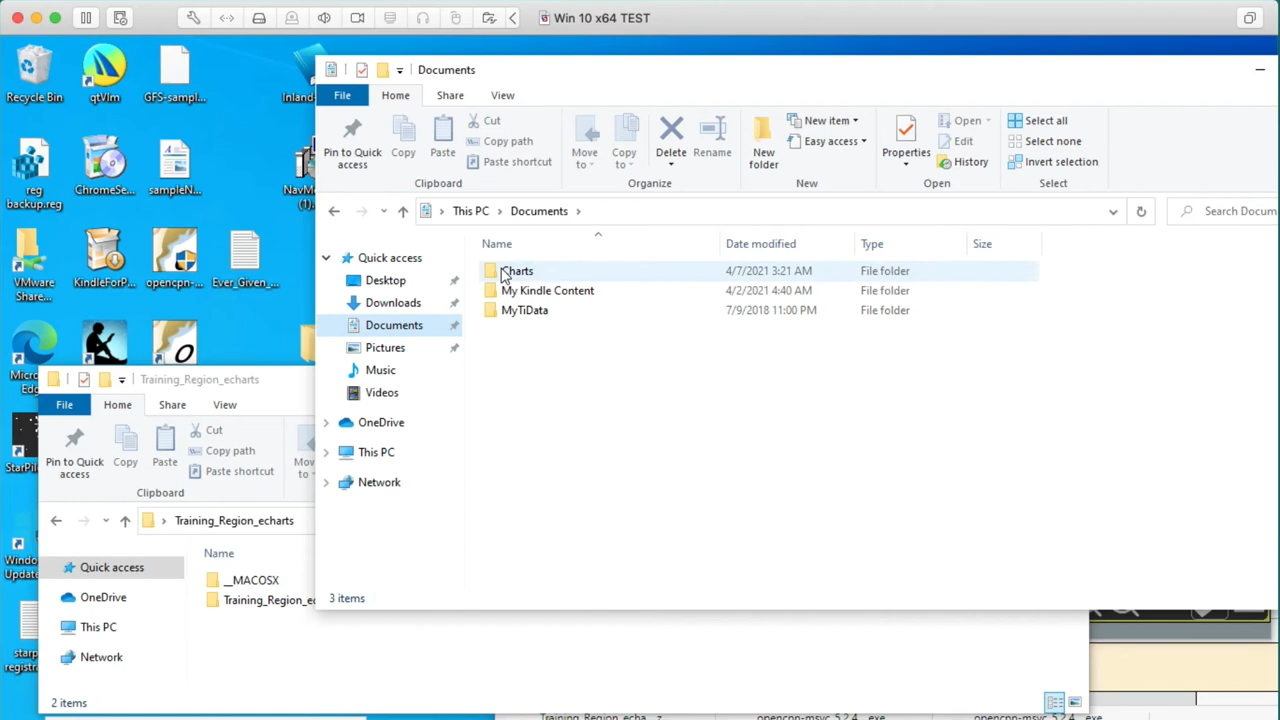 Win 10 x64 TEST
Recycle Bin
qtVlm
GFS-sampl...
reg backup.reg
ChromeSe...
sampleN...
(1).
VMware Share...
KindleForP...
opencpn-...
Ever_Given_...
Edge
StarPil
Update
Documents
File
Home
Share
View
Pin to Quick access
Copy
Paste
Cut
Copy path
Paste shortcut
Clipboard
Move to
Copy to
Delete
Rename
Organize
New folder
New item
Easy access
New
Properties
Open
Edit
History
Open
Select all
Select none
Invert selection
Select
This PC
Documents
Search Docum
Name
Date modified
Type
Size
Quick access
Desktop
Downloads
Documents
Pictures
Music
Videos
OneDrive
This PC
Network
Charts 4/7/2021 3:21 AM File folder
My Kindle Content 4/2/2021 4:40 AM File folder
MyTiData 7/9/2018 11:00 PM File folder
3 items
Training_Region_echarts
File
Home
Share
View
Pin to Quick access
Copy
Paste
Cut
Copy path
Paste shortcut
Clipboard
Training_Region_echarts
Name
Quick access
OneDrive
This PC
Network
__MACOSX
Training_Region_e
2 items